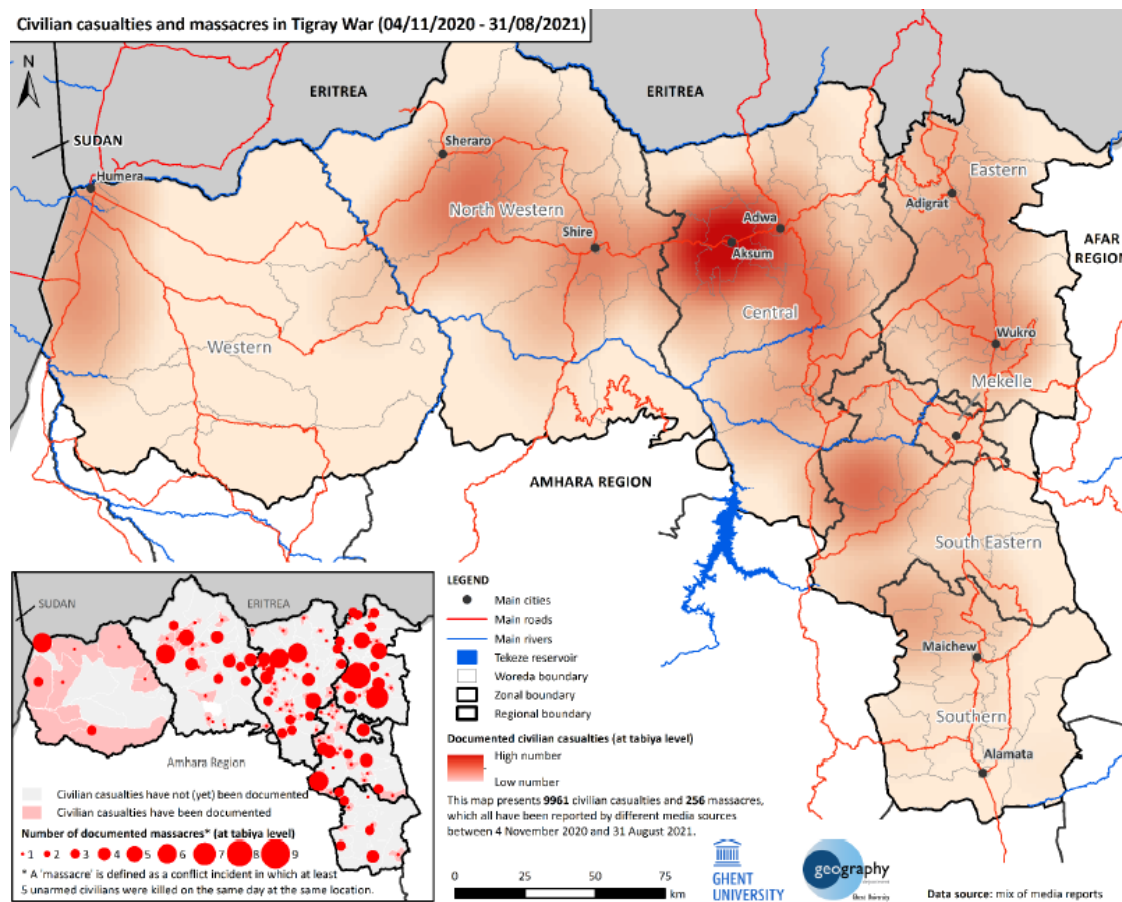 Civilian casualties and massacres in Tigray War (04/11/2020 - 31/08/2021)
N
ERITREA
ERITREA
SUDAN
Humera
Sheraro
North Western
Shire
Adwa
Aksum
Central
Eastern
Adigrat
AFAR
REGION
Western
Wukro
Mekelle
AMHARA REGION
South Eastern
Maichew
Southern
Alamata
SUDAN
ERITREA
Amhara Region
Civilian casualties have not (yet) been documented
Civilian casualties have been documented
Number of documented massacres* (at tabiya level)
1 2 3 4 5 6 7 8 9
* A 'massacre' is defined as a conflict incident in which at least
5 unarmed civilians were killed on the same day at the same location.
LEGEND
Main cities
Main roads
Main rivers
Tekeze reservoir
Woreda boundary
Zonal boundary
Regional boundary
Documented civilian casualties (at tabiya level)
High number
Low number
This map presents 9961 civilian casualties and 256 massacres,
which all have been reported by different media sources
between 4 November 2020 and 31 August 2021.
0 25 50 75
km
GHENT
UNIVERSITY
geography
Ghent University
Data source: mix of media reports